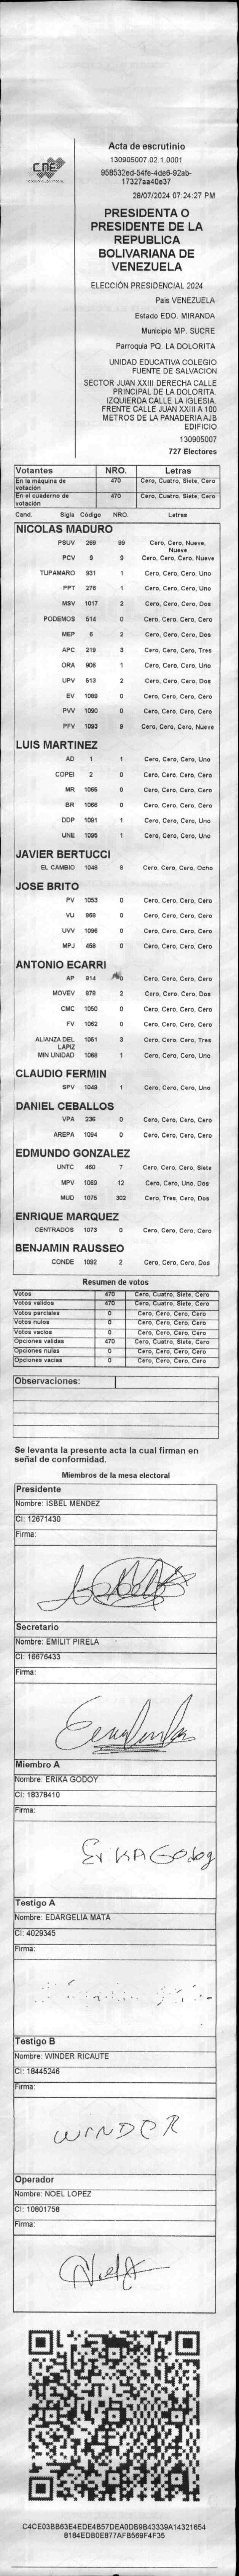 CNE
Acta de escrutinio
130905007.02.1.0001
958532ed-54fe-4de6-92ab-
17327aa40e37
28/07/2024 07:24:27 PM
PRESIDENTA O
PRESIDENTE DE LA
REPUBLICA
BOLIVARIANA DE
VENEZUELA
ELECCIÓN PRESIDENCIAL 2024
Pais VENEZUELA
Estado EDO. MIRANDA
Municipio MP. SUCRE
Parroquia PQ. LA DOLORITA
UNIDAD EDUCATIVA COLEGIO
FUENTE DE SALVACION
SECTOR JUAN XXIII DERECHA CALLE
PRINCIPAL DE LA DOLORITA.
IZQUIERDA CALLE LA IGLESIA.
FRENTE CALLE JUAN XXIII A 100
METROS DE LA PANADERIA AJB
EDIFICIO
130905007
727 Electores
Votantes NRO. Letras
En la máquina de votación 470 Cero, Cuatro, Siete, Cero
En el cuaderno de votación 470 Cero, Cuatro, Siete, Cero
Cand. Sigla Código NRO. Letras
NICOLAS MADURO
PSUV 269 99 Cero, Cero, Nueve, Nueve
PCV 9 9 Cero, Cero, Cero, Nueve
TUPAMARO 931 1 Cero, Cero, Cero, Uno
PPT 276 1 Cero, Cero, Cero, Uno
MSV 1017 2 Cero, Cero, Cero, Dos
PODEMOS 514 0 Cero, Cero, Cero, Cero
MEP 6 2 Cero, Cero, Cero, Dos
APC 219 3 Cero, Cero, Cero, Tres
ORA 906 1 Cero, Cero, Cero, Uno
UPV 513 2 Cero, Cero, Cero, Dos
EV 1089 0 Cero, Cero, Cero, Cero
PVV 1090 0 Cero, Cero, Cero, Cero
PFV 1093 9 Cero, Cero, Cero, Nueve
LUIS MARTINEZ
AD 1 1 Cero, Cero, Cero, Uno
COPEI 2 0 Cero, Cero, Cero, Cero
MR 1065 0 Cero, Cero, Cero, Cero
BR 1066 0 Cero, Cero, Cero, Cero
DDP 1091 1 Cero, Cero, Cero, Uno
UNE 1095 1 Cero, Cero, Cero, Uno
JAVIER BERTUCCI
EL CAMBIO 1048 8 Cero, Cero, Cero, Ocho
JOSE BRITO
PV 1053 0 Cero, Cero, Cero, Cero
VU 969 0 Cero, Cero, Cero, Cero
UVV 1096 0 Cero, Cero, Cero, Cero
MPJ 458 0 Cero, Cero, Cero, Cero
ANTONIO ECARRI
AP 914 0 Cero, Cero, Cero, Cero
MOVEV 878 2 Cero, Cero, Cero, Dos
CMC 1050 0 Cero, Cero, Cero, Cero
FV 1062 0 Cero, Cero, Cero, Cero
ALIANZA DEL LAPIZ 1061 3 Cero, Cero, Cero, Tres
MIN UNIDAD 1068 1 Cero, Cero, Cero, Uno
CLAUDIO FERMIN
SPV 1049 1 Cero, Cero, Cero, Uno
DANIEL CEBALLOS
VPA 236 0 Cero, Cero, Cero, Cero
AREPA 1094 0 Cero, Cero, Cero, Cero
EDMUNDO GONZALEZ
UNTC 460 7 Cero, Cero, Cero, Siete
MPV 1069 12 Cero, Cero, Uno, Dos
MUD 1076 302 Cero, Tres, Cero, Dos
ENRIQUE MARQUEZ
CENTRADOS 1073 0 Cero, Cero, Cero, Cero
BENJAMIN RAUSSEO
CONDE 1092 2 Cero, Cero, Cero, Dos
Resumen de votos
Votos 470 Cero, Cuatro, Siete, Cero
Votos validos 470 Cero, Cuatro, Siete, Cero
Votos parciales 0 Cero, Cero, Cero, Cero
Votos nulos 0 Cero, Cero, Cero, Cero
Votos vacios 0 Cero, Cero, Cero, Cero
Opciones validas 470 Cero, Cuatro, Siete, Cero
Opciones nulas 0 Cero, Cero, Cero, Cero
Opciones vacias 0 Cero, Cero, Cero, Cero
Observaciones:
Se levanta la presente acta la cual firman en
señal de conformidad.
Miembros de la mesa electoral
Presidente
Nombre: ISBEL MENDEZ
CI: 12671430
Firma:
Secretario
Nombre: EMILIT PIRELA
CI: 16676433
Firma:
Miembro A
Nombre: ERIKA GODOY
CI: 18378410
Firma:
ErikA Godoy
Testigo A
Nombre: EDARGELIA MATA
CI: 4029345
Firma:
Testigo B
Nombre: WINDER RICAUTE
CI: 18445246
Firma:
WINDER
Operador
Nombre: NOEL LOPEZ
CI: 10801758
Firma:
C4CE03BB63E4EDE4B57DEA0DB9B43339A14321654
8184EDB0E877AFB569F4F35